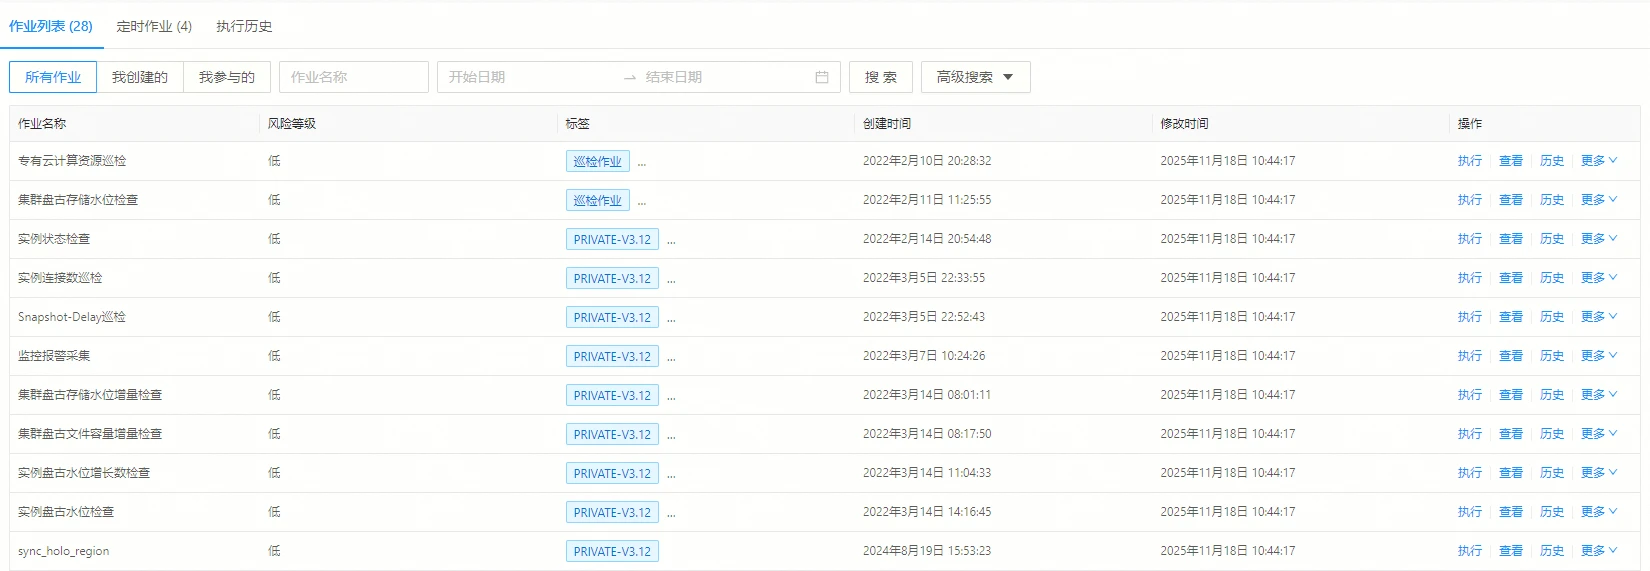 作业列表 (28) 定时作业 (4) 执行历史
所有作业 我创建的 我参与的 作业名称 开始日期 → 结束日期 搜 索 高级搜索
作业名称 风险等级 标签 创建时间 修改时间 操作
专有云计算资源巡检 低 巡检作业 ... 2022年2月10日 20:28:32 2025年11月18日 10:44:17 执行 查看 历史 更多
集群盘古存储水位检查 低 巡检作业 ... 2022年2月11日 11:25:55 2025年11月18日 10:44:17 执行 查看 历史 更多
实例状态检查 低 PRIVATE-V3.12 ... 2022年2月14日 20:54:48 2025年11月18日 10:44:17 执行 查看 历史 更多
实例连接数巡检 低 PRIVATE-V3.12 ... 2022年3月5日 22:33:55 2025年11月18日 10:44:17 执行 查看 历史 更多
Snapshot-Delay巡检 低 PRIVATE-V3.12 ... 2022年3月5日 22:52:43 2025年11月18日 10:44:17 执行 查看 历史 更多
监控报警采集 低 PRIVATE-V3.12 ... 2022年3月7日 10:24:26 2025年11月18日 10:44:17 执行 查看 历史 更多
集群盘古存储水位增量检查 低 PRIVATE-V3.12 ... 2022年3月14日 08:01:11 2025年11月18日 10:44:17 执行 查看 历史 更多
集群盘古文件容量增量检查 低 PRIVATE-V3.12 ... 2022年3月14日 08:17:50 2025年11月18日 10:44:17 执行 查看 历史 更多
实例盘古水位增长数检查 低 PRIVATE-V3.12 ... 2022年3月14日 11:04:33 2025年11月18日 10:44:17 执行 查看 历史 更多
实例盘古水位检查 低 PRIVATE-V3.12 ... 2022年3月14日 14:16:45 2025年11月18日 10:44:17 执行 查看 历史 更多
sync_holo_region 低 PRIVATE-V3.12 2024年8月19日 15:53:23 2025年11月18日 10:44:17 执行 查看 历史 更多